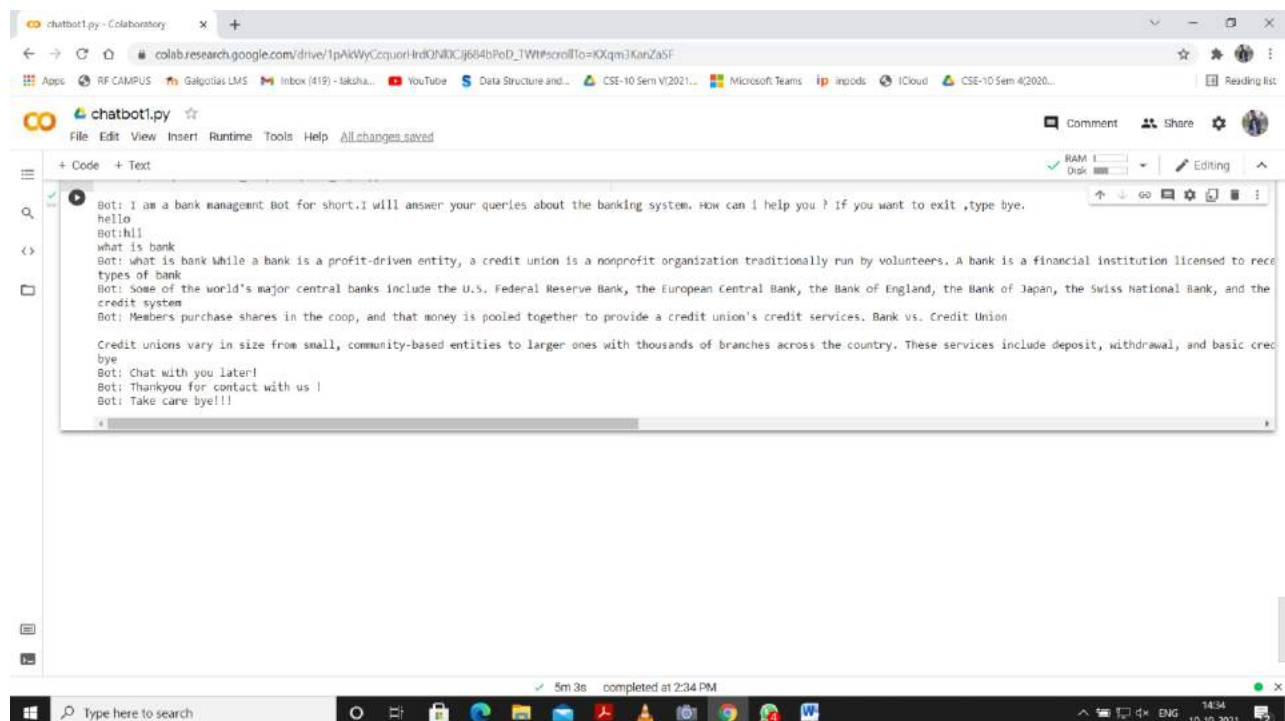 chatbot1.py - Colaboratory
colab.research.google.com/drive/
Apps RF CAMPUS Galgotias LMS Inbox (419) - laksha... YouTube Data Structure and... CSE-10 Sem V(2021... Microsoft Teams inpods iCloud CSE-10 Sem 4(2020... Reading list
CO chatbot1.py
Comment Share
File Edit View Insert Runtime Tools Help All changes saved
+ Code + Text
RAM
Disk
Editing
Bot: I am a bank managemnt Bot for short.I will answer your queries about the banking system. How can i help you ? If you want to exit ,type bye.
hello
Bot:hii
what is bank
Bot: what is bank While a bank is a profit-driven entity, a credit union is a nonprofit organization traditionally run by volunteers. A bank is a financial institution licensed to rece
types of bank
Bot: Some of the world's major central banks include the U.S. Federal Reserve Bank, the European Central Bank, the Bank of England, the Bank of Japan, the Swiss National Bank, and the
credit system
Bot: Members purchase shares in the coop, and that money is pooled together to provide a credit union's credit services. Bank vs. Credit Union
Credit unions vary in size from small, community-based entities to larger ones with thousands of branches across the country. These services include deposit, withdrawal, and basic cred
bye
Bot: Chat with you later!
Bot: Thankyou for contact with us !
Bot: Take care bye!!!
5m 3s completed at 2:34 PM
Type here to search
ENG
14:34
10-10-2021